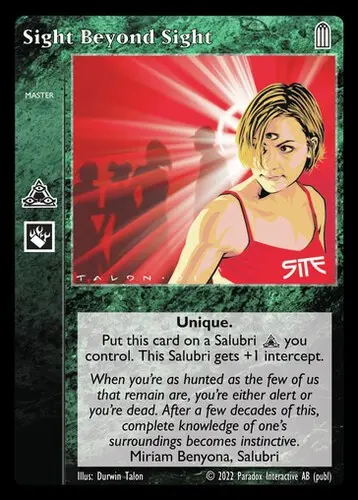 Sight Beyond Sight
MASTER
TALON
SITE
Unique.
Put this card on a Salubri you
control. This Salubri gets +1 intercept.
When you're as hunted as the few of us
that remain are, you're either alert or
you're dead. After a few decades of this,
complete knowledge of one's
surroundings becomes instinctive.
Miriam Benyona, Salubri
Illus: Durwin Talon © 2022 Paradox Interactive AB (publ)